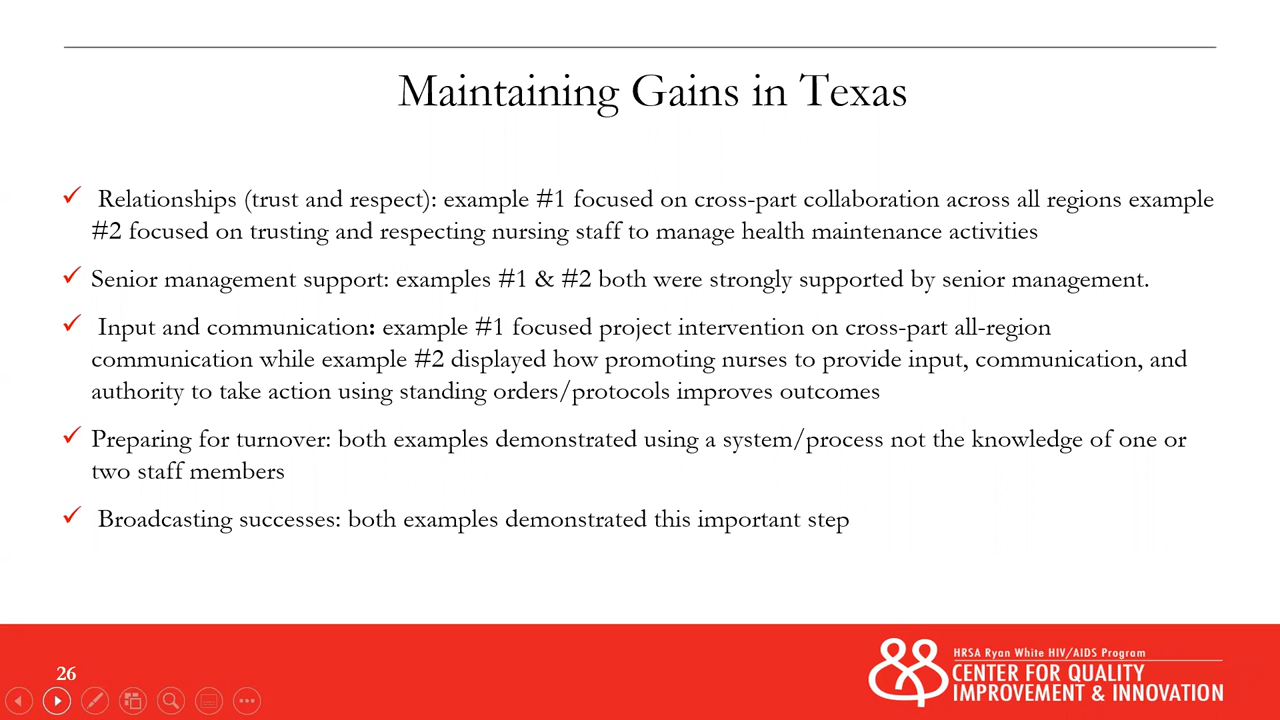 Maintaining Gains in Texas
Relationships (trust and respect): example #1 focused on cross-part collaboration across all regions example
#2 focused on trusting and respecting nursing staff to manage health maintenance activities
Senior management support: examples #1 & #2 both were strongly supported by senior management.
Input and communication: example #1 focused project intervention on cross-part all-region
communication while example #2 displayed how promoting nurses to provide input, communication, and
authority to take action using standing orders/protocols improves outcomes
Preparing for turnover: both examples demonstrated using a system/process not the knowledge of one or
two staff members
Broadcasting successes: both examples demonstrated this important step
26
HRSA Ryan White HIV/AIDS Program
CENTER FOR QUALITY
IMPROVEMENT & INNOVATION